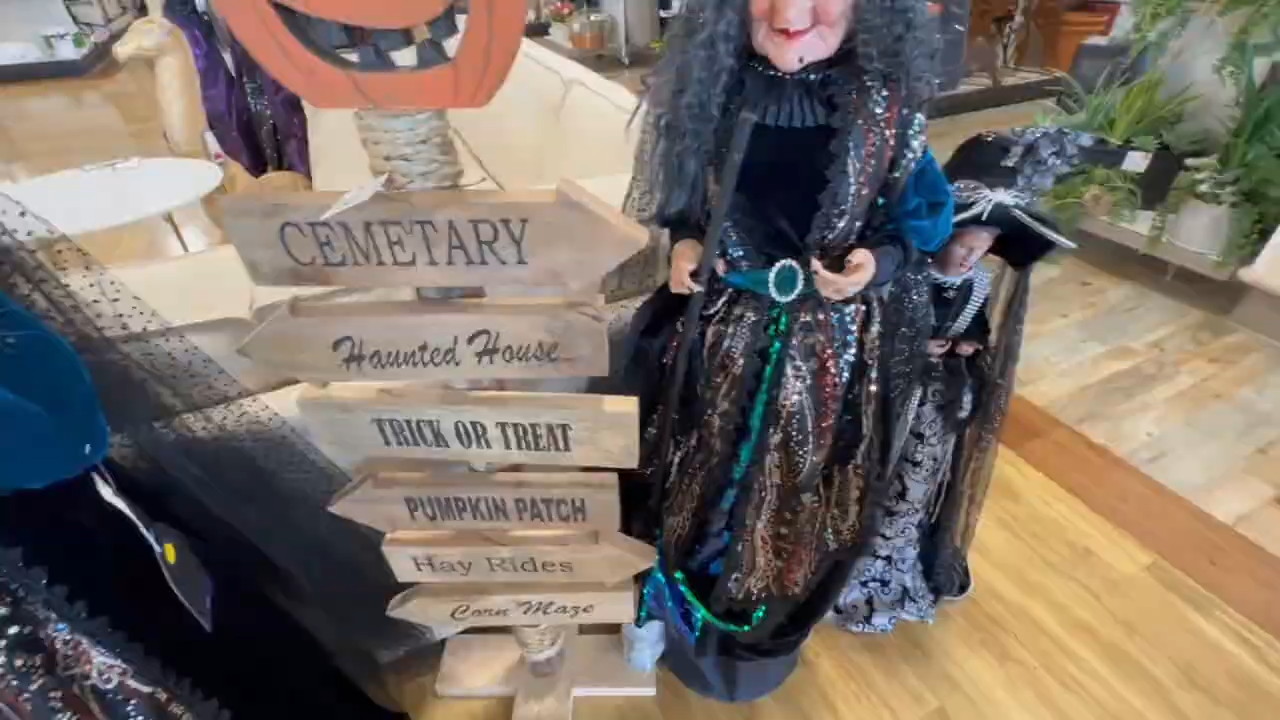 CEMETARY
Haunted House
TRICK OR TREAT
PUMPKIN PATCH
Hay Rides
Corn Maze